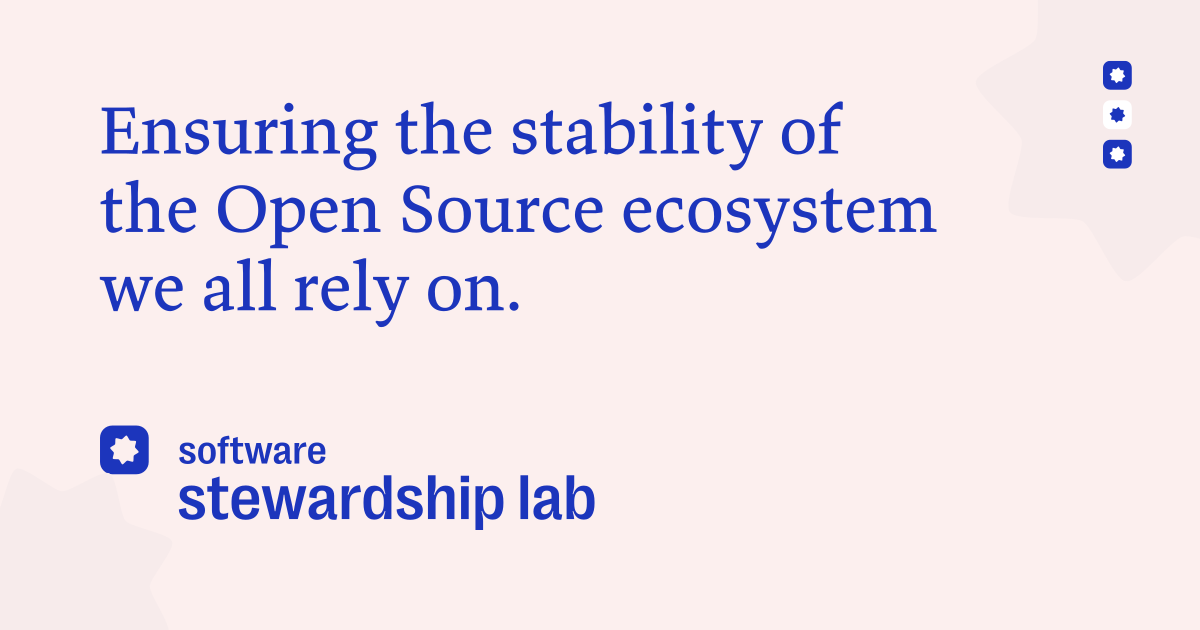 Ensuring the stability of
the Open Source ecosystem
we all rely on.
software
stewardship lab